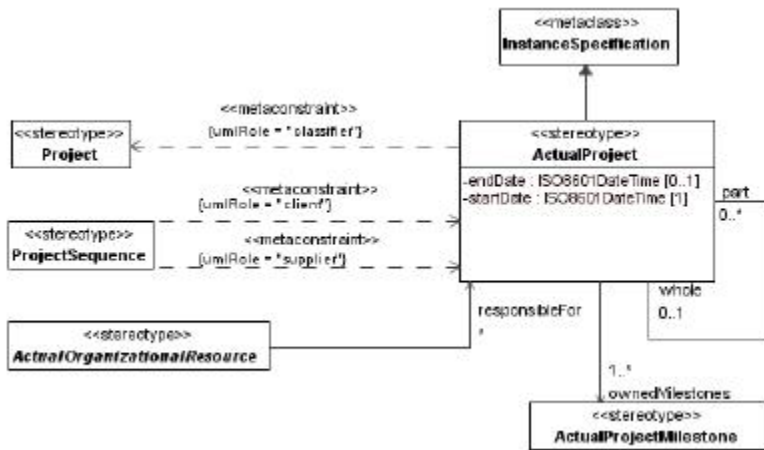 <<metaclass>>
InstanceSpecification
<<metaconstraint>>
{umlRole = "classifier"}
<<stereotype>>
Project
<<stereotype>>
ActualProject
-endDate : ISO8601DateTime [0..1]
-startDate : ISO8601DateTime [1]
part
0..*
<<metaconstraint>>
{umlRole = "client"}
<<stereotype>>
ProjectSequence
<<metaconstraint>>
{umlRole = "supplier"}
whole
0..1
responsibleFor
*
<<stereotype>>
ActualOrganizationalResource
1..*
ownedMilestones
<<stereotype>>
ActualProjectMilestone